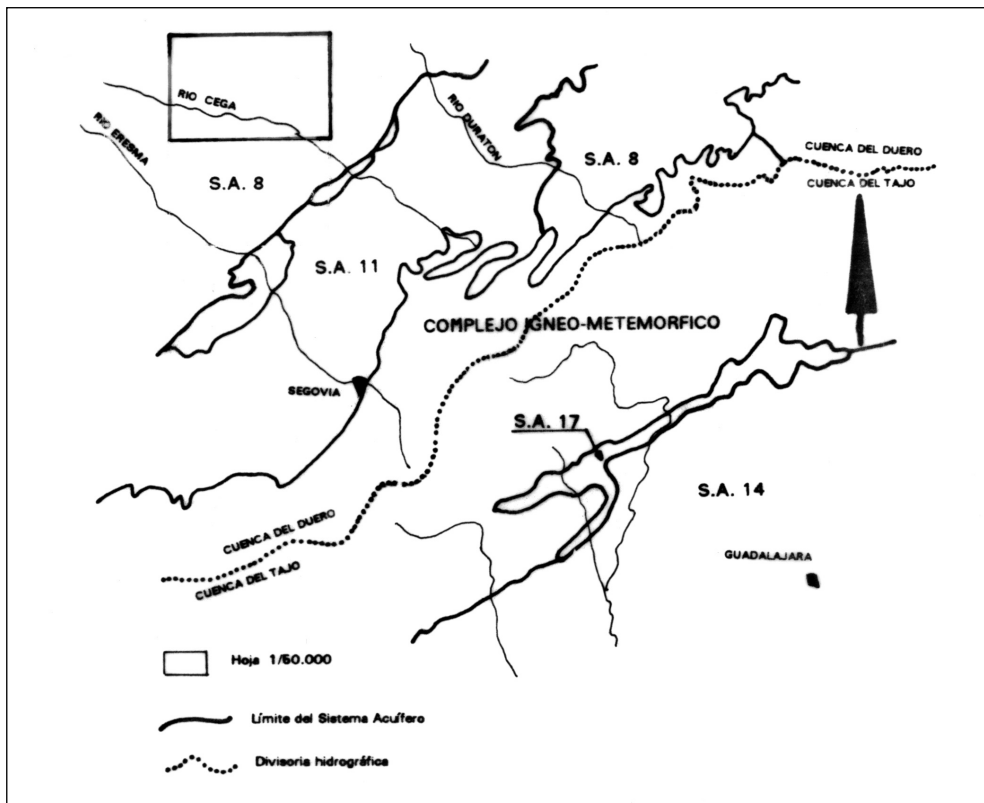 RIO CEGA
RIO ERESMA
RIO DURATON
S.A. 8
S.A. 8
CUENCA DEL DUERO
CUENCA DEL TAJO
S.A. 11
COMPLEJO IGNEO-METEMORFICO
SEGOVIA
S.A. 17
S.A. 14
CUENCA DEL DUERO
CUENCA DEL TAJO
GUADALAJARA
Hoja 1/50.000
Límite del Sistema Acuífero
Divisoria hidrográfica